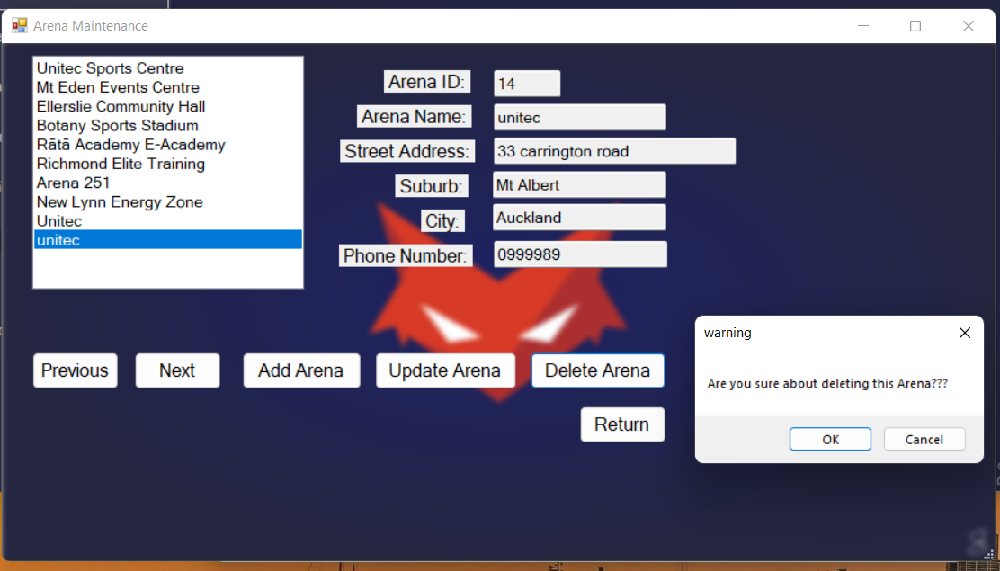 Arena Maintenance
Unitec Sports Centre
Mt Eden Events Centre
Ellerslie Community Hall
Botany Sports Stadium
Rātā Academy E-Academy
Richmond Elite Training
Arena 251
New Lynn Energy Zone
Unitec
unitec
Arena ID: 14
Arena Name: unitec
Street Address: 33 carrington road
Suburb: Mt Albert
City: Auckland
Phone Number: 0999989
Previous Next Add Arena Update Arena Delete Arena
Return
warning
Are you sure about deleting this Arena???
OK Cancel